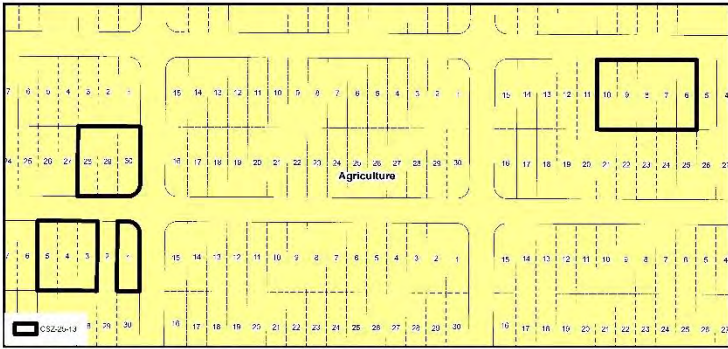 7 6 5 4 3 2 1 15 14 13 12 11 10 9 8 7 6 5 4 3 2 1 15 14 13 12 11 10 9 8 7 6 5 4
25 26 27 28 29 30 16 17 18 19 20 21 22 23 24 25 26 27 28 29 30 16 17 18 19 20 21 22 23 24 25 26 27
Agriculture
7 6 5 4 3 2 1 15 14 13 12 11 10 9 8 7 6 5 4 3 2 1 15 14 13 12 11 10 9 8 7 6 5 4
CSZ-25-13 29 30 16 17 18 19 20 21 22 23 24 25 26 27 28 29 30 16 17 18 19 20 21 22 23 24 25 26 27